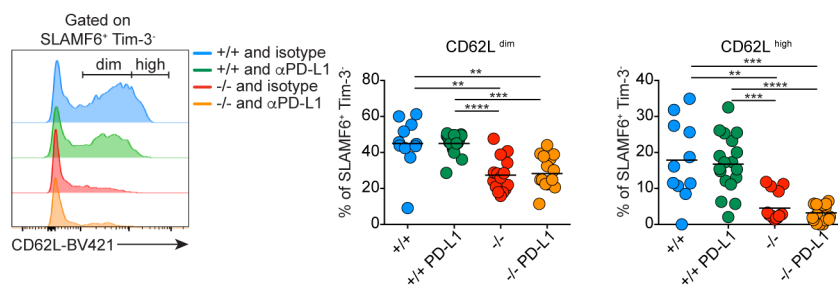 Gated on
SLAMF6⁺ Tim-3⁻
dim high
+/+ and isotype
+/+ and αPD-L1
-/- and isotype
-/- and αPD-L1
CD62L-BV421
CD62L dim
% of SLAMF6⁺ Tim-3⁻
80
60
40
20
0
**
**
***
****
+/+
+/+ PD-L1
-/-
-/- PD-L1
CD62L high
% of SLAMF6⁺ Tim-3⁻
40
30
20
10
0
***
**
****
***
+/+
+/+ PD-L1
-/-
-/- PD-L1